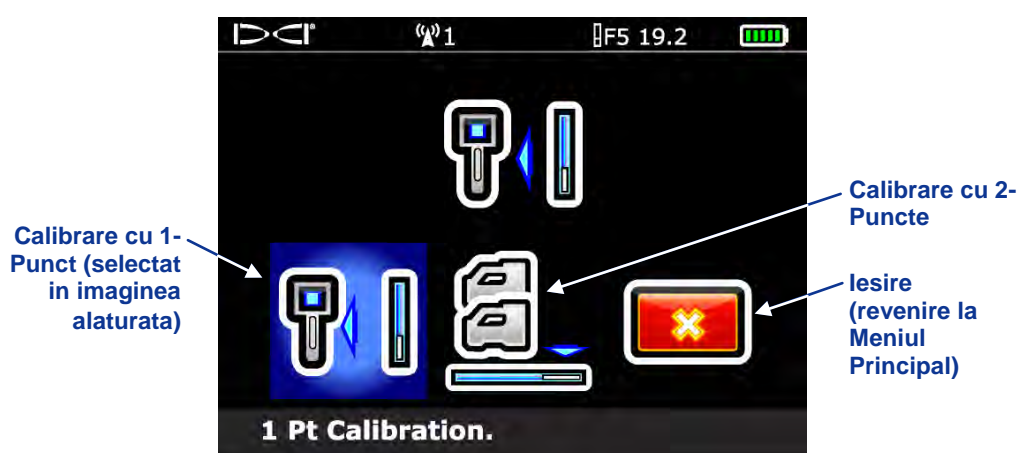 DCI
1
F5 19.2
Calibrare cu 2-
Puncte
Calibrare cu 1-
Punct (selectat
in imaginea
alaturata)
Iesire
(revenire la
Meniul
Principal)
1 Pt Calibration.